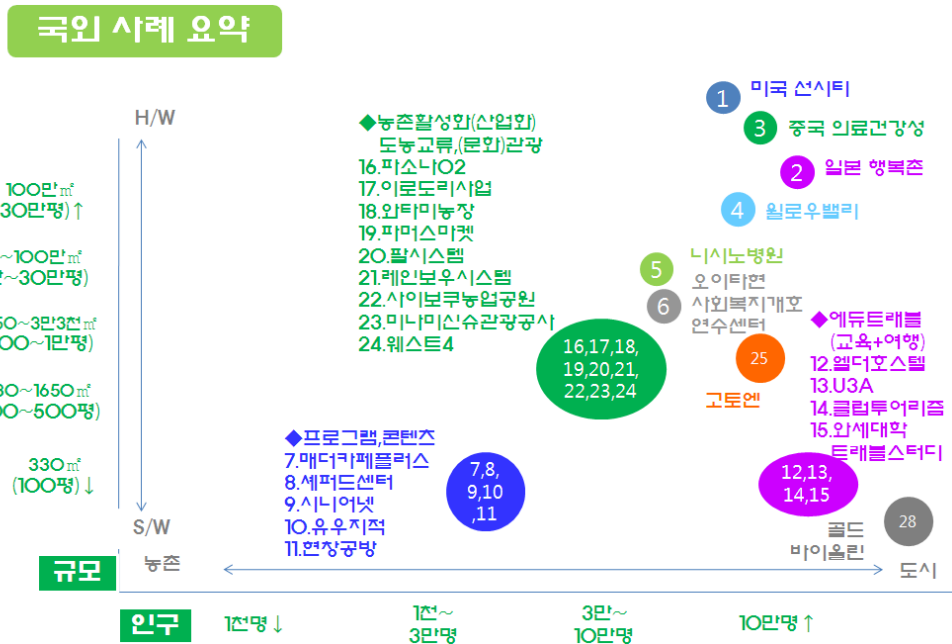 국외 사례 요약
H/W
1 미국 선시티
3 중국 의료건강성
2 일본 행복촌
4 윌로우밸리
5 니시노병원
6 오이타현
사회복지개호
연수센터
◆농촌활성화(산업화)
도농교류,(문화)관광
16.파소나O2
17.이로도리사업
18.와타미농장
19.파머스마켓
20.팔시스템
21.레인보우시스템
22.사이보쿠농업공원
23.미나미신슈관광공사
24.웨스트4
16,17,18,
19,20,21,
22,23,24
25
고토엔
◆에듀트래블
(교육+여행)
12.엘더호스텔
13.U3A
14.클럽투어리즘
15.와세대학
트래블스터디
12,13,
14,15
◆프로그램,콘텐츠
7.매더카페플러스
8.세퍼드센터
9.시니어넷
10.유우지적
11.현창공방
7,8,
9,10
,11
28
골드
바이올린
100만㎡
30만평)↑
~100만㎡
~30만평)
50~3만3천㎡
00~1만평)
30~1650㎡
00~500평)
330㎡
(100평)↓
S/W
농촌
도시
규모
인구
1천명↓
1천~
3만명
3만~
10만명
10만명↑